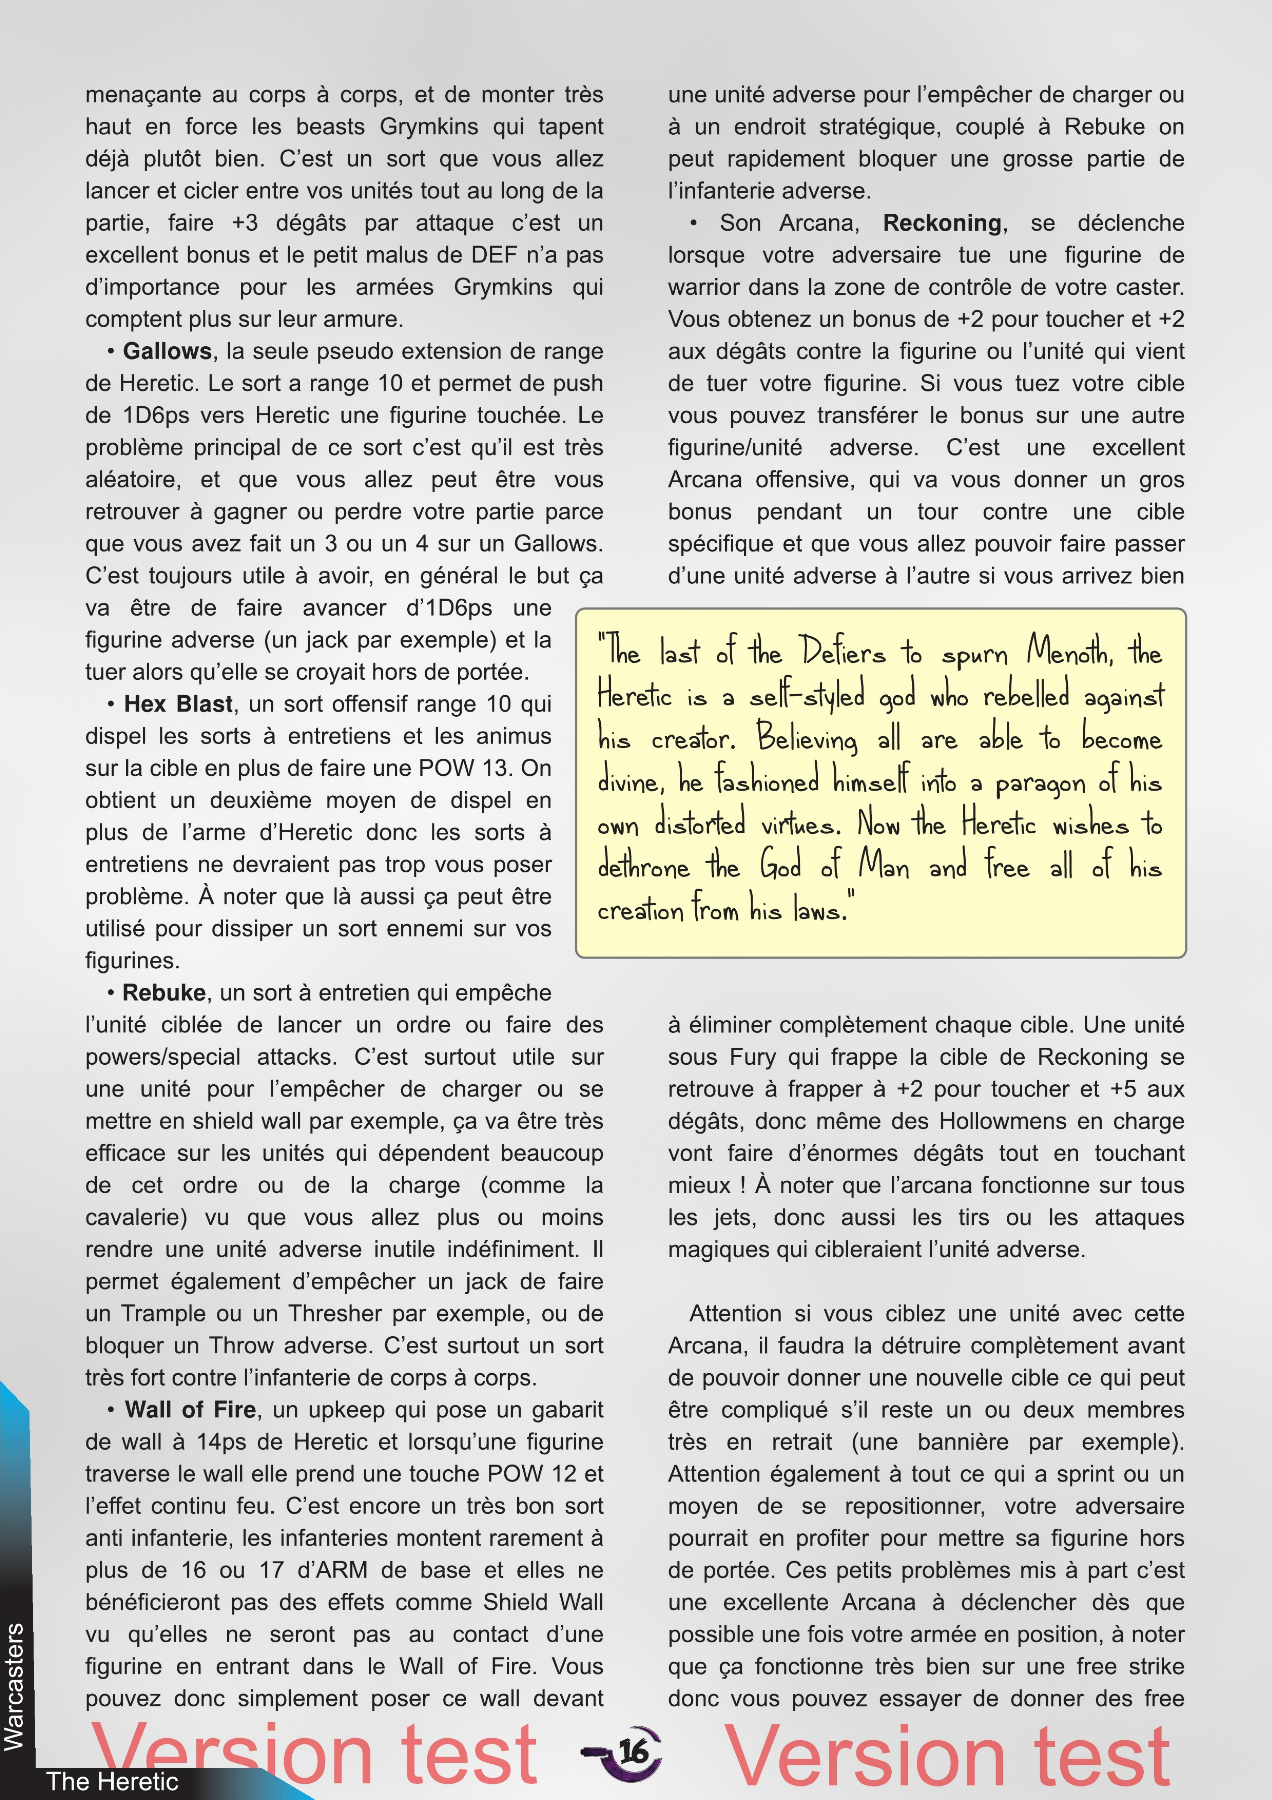 menaçante au corps à corps, et de monter très
haut en force les beasts Grymkins qui tapent
déjà plutôt bien. C’est un sort que vous allez
lancer et cicler entre vos unités tout au long de la
partie, faire +3 dégâts par attaque c’est un
excellent bonus et le petit malus de DEF n’a pas
d’importance pour les armées Grymkins qui
comptent plus sur leur armure.
• Gallows, la seule pseudo extension de range
de Heretic. Le sort a range 10 et permet de push
de 1D6ps vers Heretic une figurine touchée. Le
problème principal de ce sort c’est qu’il est très
aléatoire, et que vous allez peut être vous
retrouver à gagner ou perdre votre partie parce
que vous avez fait un 3 ou un 4 sur un Gallows.
C’est toujours utile à avoir, en général le but ça
va être de faire avancer d’1D6ps une
figurine adverse (un jack par exemple) et la
tuer alors qu’elle se croyait hors de portée.
• Hex Blast, un sort offensif range 10 qui
dispel les sorts à entretiens et les animus
sur la cible en plus de faire une POW 13. On
obtient un deuxième moyen de dispel en
plus de l’arme d’Heretic donc les sorts à
entretiens ne devraient pas trop vous poser
problème. À noter que là aussi ça peut être
utilisé pour dissiper un sort ennemi sur vos
figurines.
• Rebuke, un sort à entretien qui empêche
l’unité ciblée de lancer un ordre ou faire des
powers/special attacks. C’est surtout utile sur
une unité pour l’empêcher de charger ou se
mettre en shield wall par exemple, ça va être très
efficace sur les unités qui dépendent beaucoup
de cet ordre ou de la charge (comme la
cavalerie) vu que vous allez plus ou moins
rendre une unité adverse inutile indéfiniment. Il
permet également d’empêcher un jack de faire
un Trample ou un Thresher par exemple, ou de
bloquer un Throw adverse. C’est surtout un sort
très fort contre l’infanterie de corps à corps.
• Wall of Fire, un upkeep qui pose un gabarit
de wall à 14ps de Heretic et lorsqu’une figurine
traverse le wall elle prend une touche POW 12 et
l’effet continu feu. C’est encore un très bon sort
anti infanterie, les infanteries montent rarement à
plus de 16 ou 17 d’ARM de base et elles ne
bénéficieront pas des effets comme Shield Wall
vu qu’elles ne seront pas au contact d’une
figurine en entrant dans le Wall of Fire. Vous
pouvez donc simplement poser ce wall devant
une unité adverse pour l’empêcher de charger ou
à un endroit stratégique, couplé à Rebuke on
peut rapidement bloquer une grosse partie de
l’infanterie adverse.
• Son Arcana, Reckoning, se déclenche
lorsque votre adversaire tue une figurine de
warrior dans la zone de contrôle de votre caster.
Vous obtenez un bonus de +2 pour toucher et +2
aux dégâts contre la figurine ou l’unité qui vient
de tuer votre figurine. Si vous tuez votre cible
vous pouvez transférer le bonus sur une autre
figurine/unité adverse. C’est une excellent
Arcana offensive, qui va vous donner un gros
bonus pendant un tour contre une cible
spécifique et que vous allez pouvoir faire passer
d’une unité adverse à l’autre si vous arrivez bien
"The last of the Defiers to spurn Menoth, the
Heretic is a self-styled god who rebelled against
his creator. Believing all are able to become
divine, he fashioned himself into a paragon of his
own distorted virtues. Now the Heretic wishes to
dethrone the God of Man and free all of his
creation from his laws."
à éliminer complètement chaque cible. Une unité
sous Fury qui frappe la cible de Reckoning se
retrouve à frapper à +2 pour toucher et +5 aux
dégâts, donc même des Hollowmens en charge
vont faire d’énormes dégâts tout en touchant
mieux ! À noter que l’arcana fonctionne sur tous
les jets, donc aussi les tirs ou les attaques
magiques qui cibleraient l’unité adverse.
Attention si vous ciblez une unité avec cette
Arcana, il faudra la détruire complètement avant
de pouvoir donner une nouvelle cible ce qui peut
être compliqué s’il reste un ou deux membres
très en retrait (une bannière par exemple).
Attention également à tout ce qui a sprint ou un
moyen de se repositionner, votre adversaire
pourrait en profiter pour mettre sa figurine hors
de portée. Ces petits problèmes mis à part c’est
une excellente Arcana à déclencher dès que
possible une fois votre armée en position, à noter
que ça fonctionne très bien sur une free strike
donc vous pouvez essayer de donner des free
Warcasters
The Heretic
Version test
16
Version test